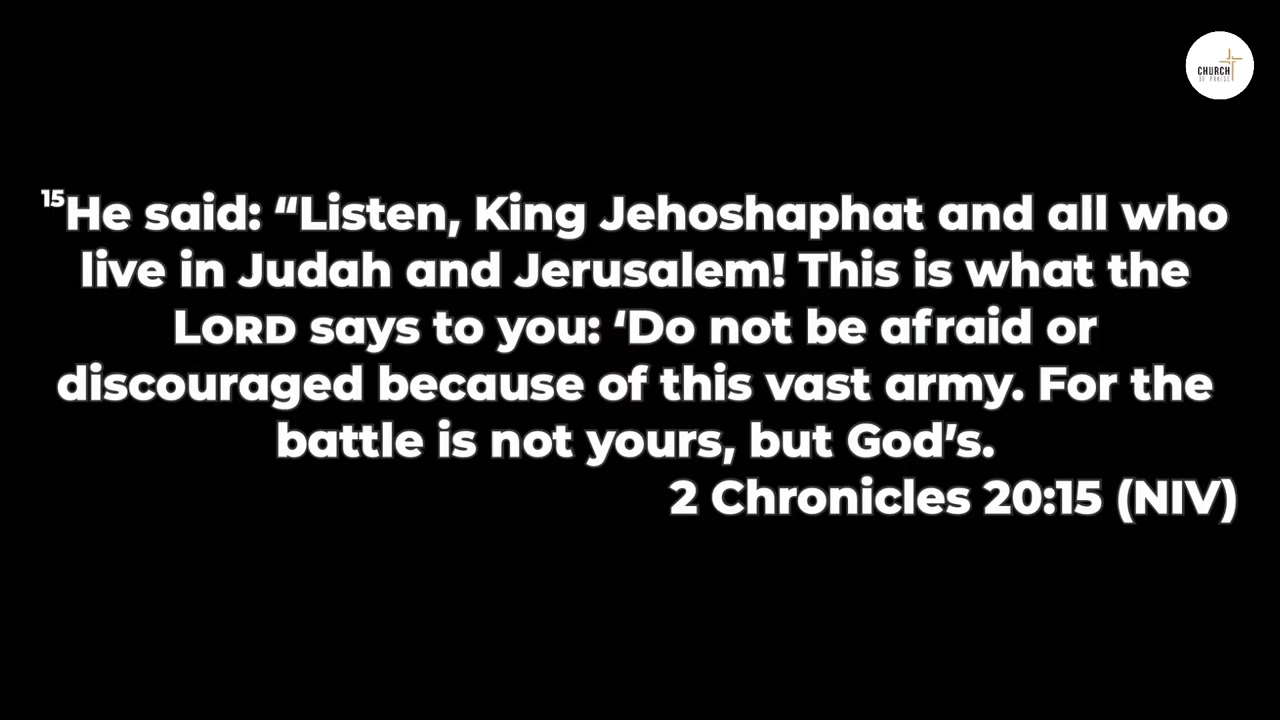 CHURCH
OF PRAISE
¹⁵He said: “Listen, King Jehoshaphat and all who
live in Judah and Jerusalem! This is what the
LORD says to you: ‘Do not be afraid or
discouraged because of this vast army. For the
battle is not yours, but God’s.
2 Chronicles 20:15 (NIV)